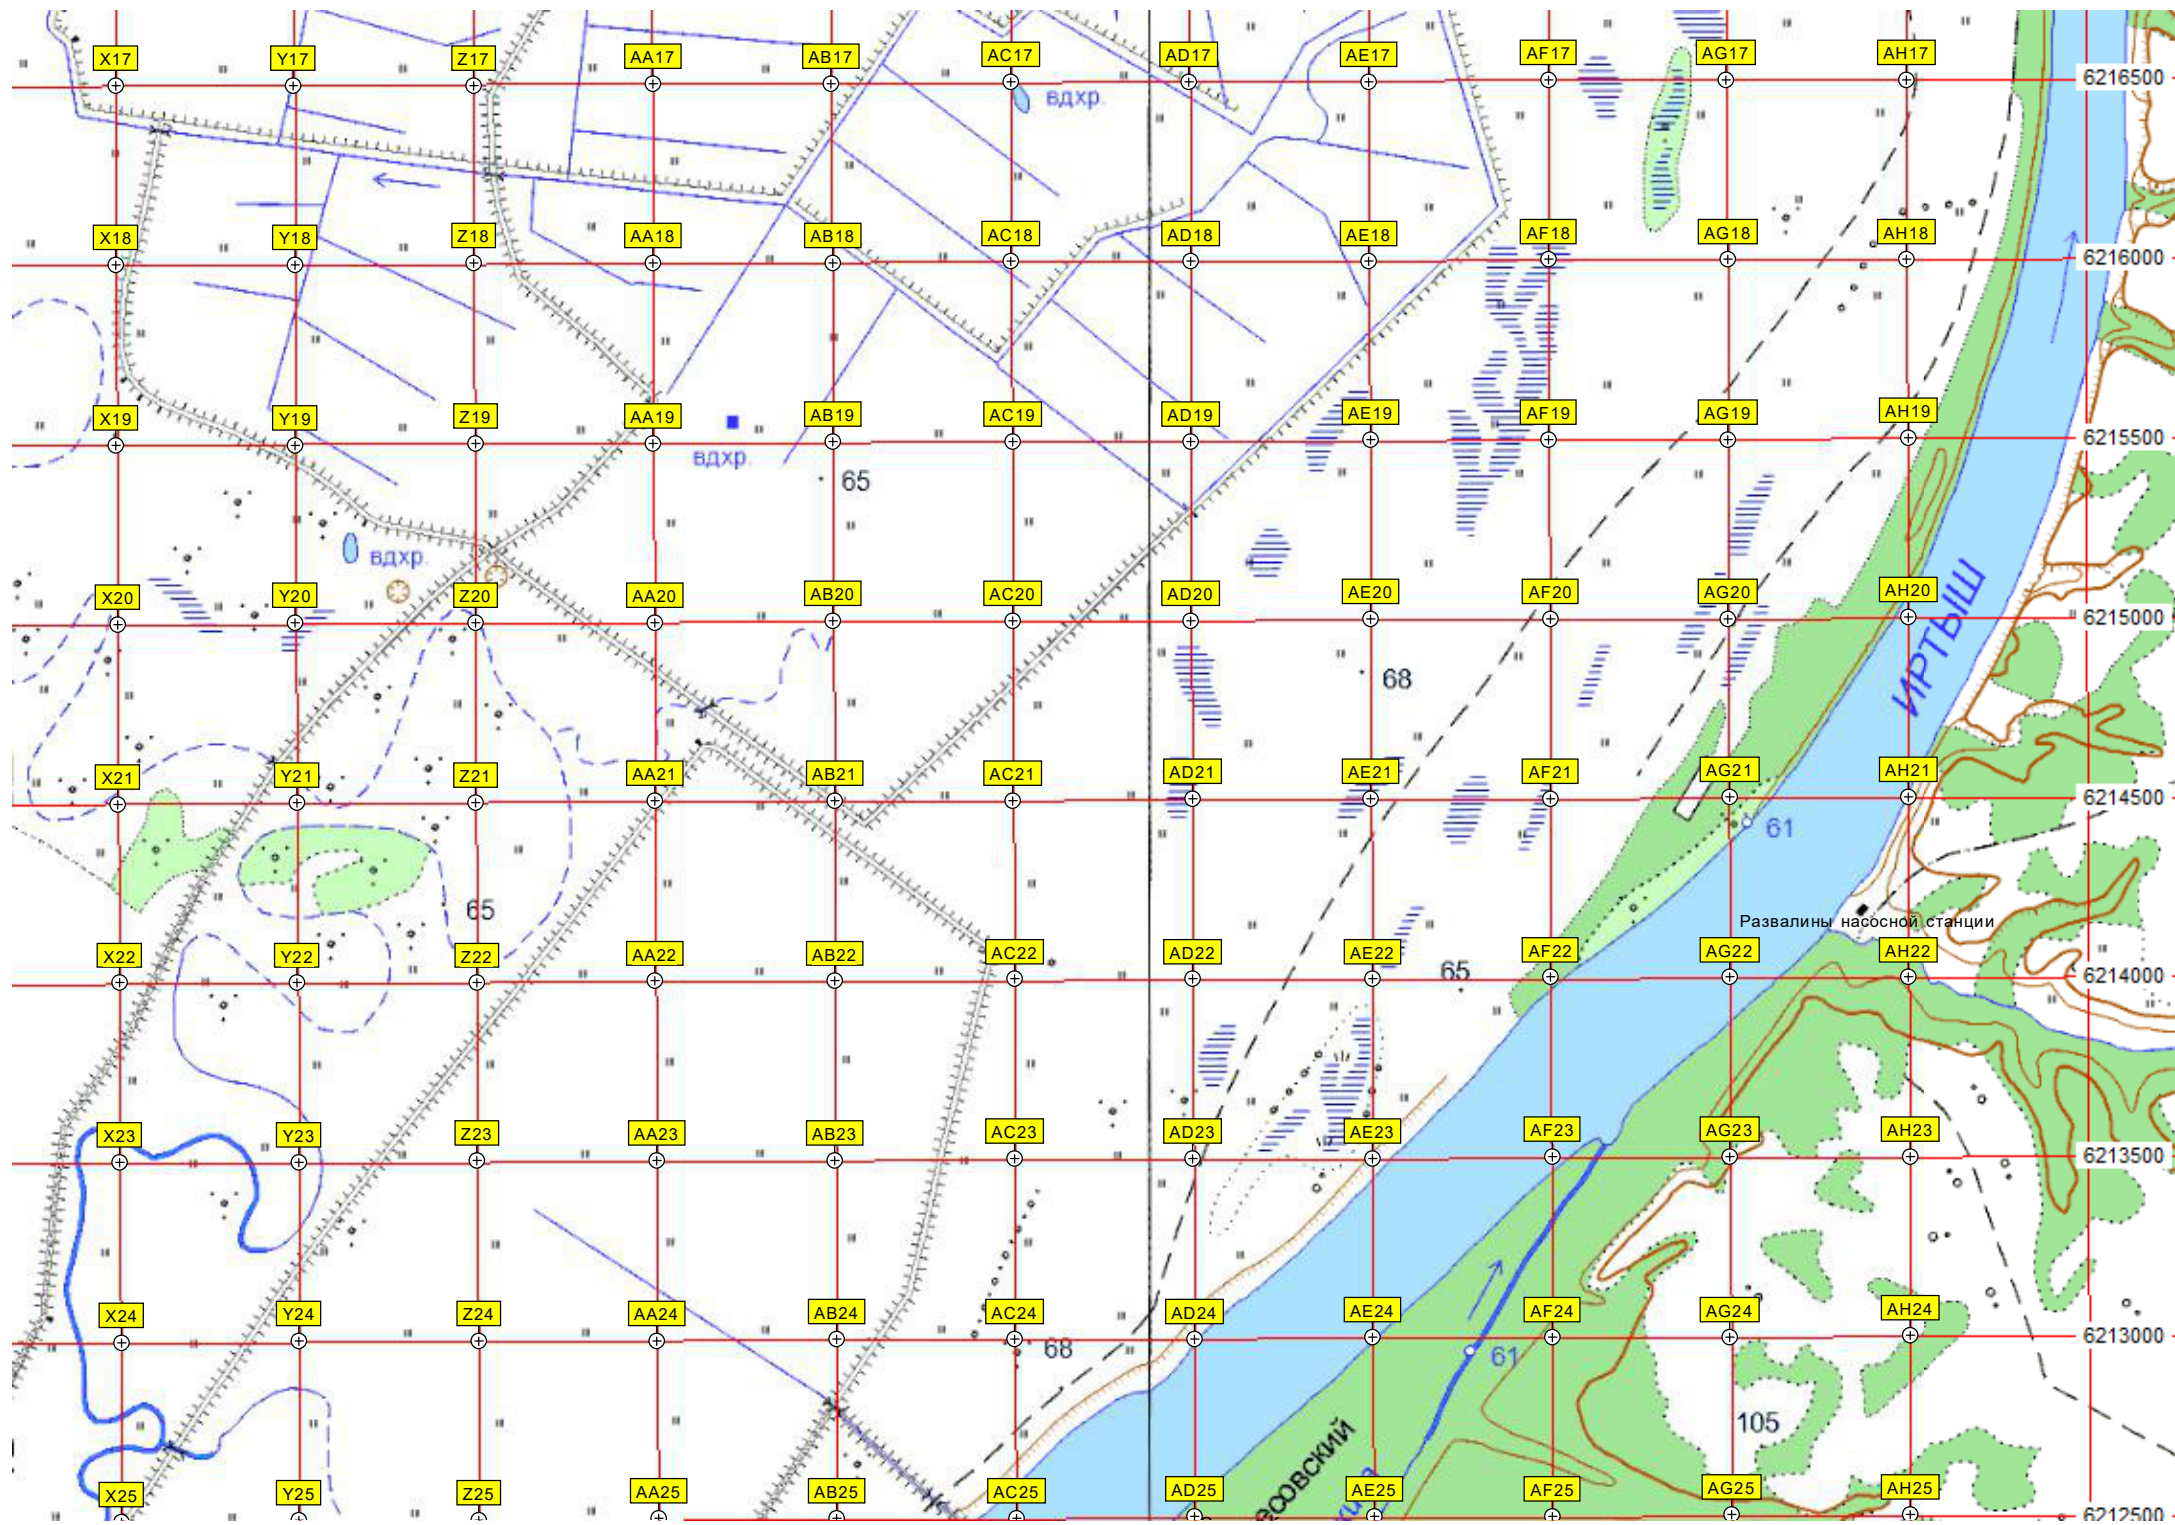 X17 Y17 Z17 AA17 AB17 AC17 AD17 AE17 AF17 AG17 AH17
6216500
вдхр.
X18 Y18 Z18 AA18 AB18 AC18 AD18 AE18 AF18 AG18 AH18
6216000
X19 Y19 Z19 AA19 AB19 AC19 AD19 AE19 AF19 AG19 AH19
6215500
вдхр.
65
вдхр.
X20 Y20 Z20 AA20 AB20 AC20 AD20 AE20 AF20 AG20 AH20
6215000
ИРТЫШ
68
X21 Y21 Z21 AA21 AB21 AC21 AD21 AE21 AF21 AG21 AH21
6214500
61
65
Развалины насосной станции
X22 Y22 Z22 AA22 AB22 AC22 AD22 AE22 AF22 AG22 AH22
65
6214000
X23 Y23 Z23 AA23 AB23 AC23 AD23 AE23 AF23 AG23 AH23
6213500
X24 Y24 Z24 AA24 AB24 AC24 AD24 AE24 AF24 AG24 AH24
6213000
68
61
105
X25 Y25 Z25 AA25 AB25 AC25 AD25 AE25 AF25 AG25 AH25
6212500